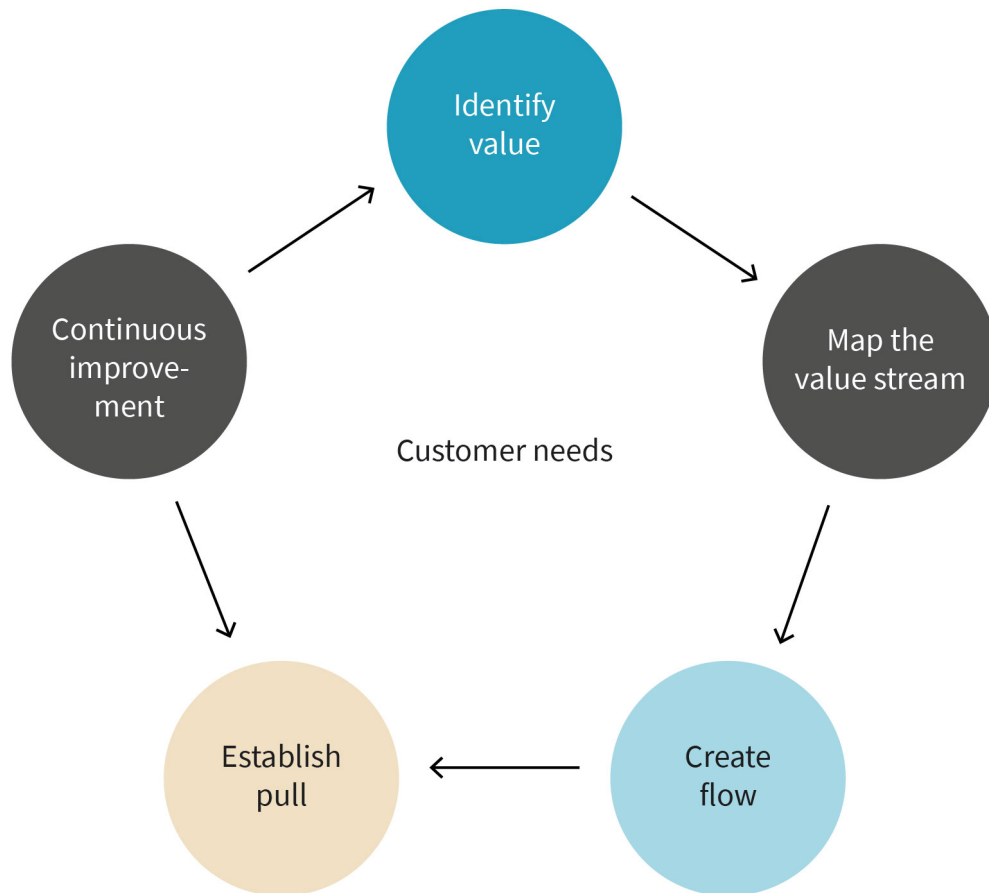 Identify
value
Map the
value stream
Create
flow
Establish
pull
Continuous
improve-
ment
Customer needs